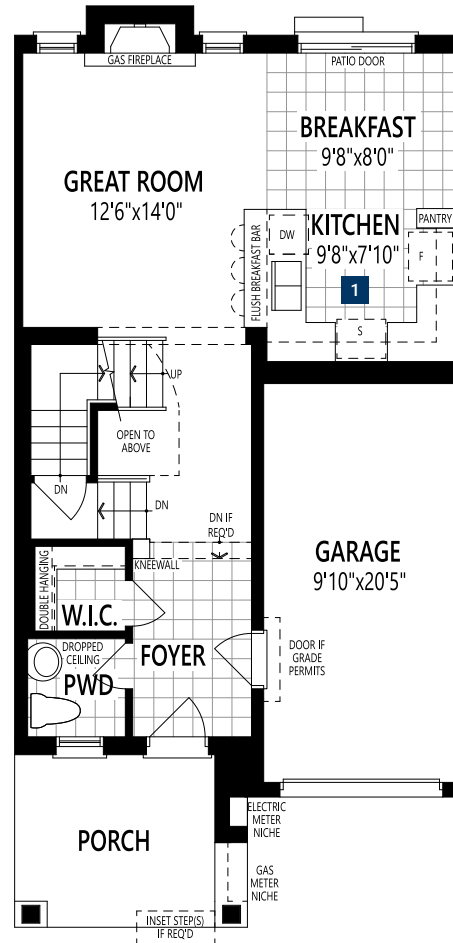 GAS FIREPLACE
PATIO DOOR
BREAKFAST
9'8"x8'0"
GREAT ROOM
12'6"x14'0"
KITCHEN
9'8"x7'10"
PANTRY
DW
F
FLUSH BREAKFAST BAR
1
S
UP
OPEN TO
ABOVE
DN
DN
DN IF
REQ'D
KNEEWALL
GARAGE
9'10"x20'5"
DOUBLE HANGING
W.I.C.
FOYER
DROPPED
CEILING
PWD
DOOR IF
GRADE
PERMITS
PORCH
ELECTRIC
METER
NICHE
GAS
METER
NICHE
INSET STEP(S)
IF REQ'D